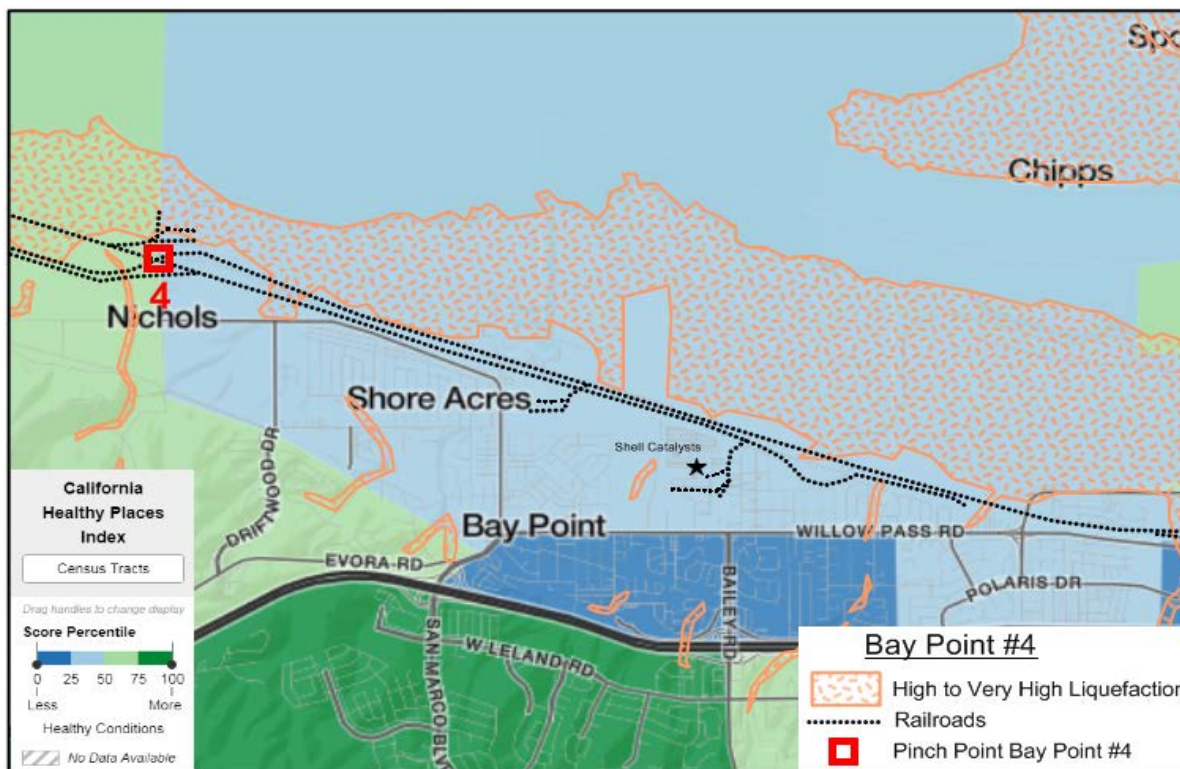 Spo
Chipps
4
Nichols
Shore Acres
Shell Catalysts
DRIFTWOOD DR
Bay Point
WILLOW PASS RD
EVORA RD
BAILEY RD
POLARIS DR
SAN MARCO BLV
W LELAND RD
California
Healthy Places
Index
Census Tracts
Drag handles to change display
Score Percentile
0 25 50 75 100
Less More
Healthy Conditions
No Data Available
Bay Point #4
High to Very High Liquefaction
Railroads
Pinch Point Bay Point #4